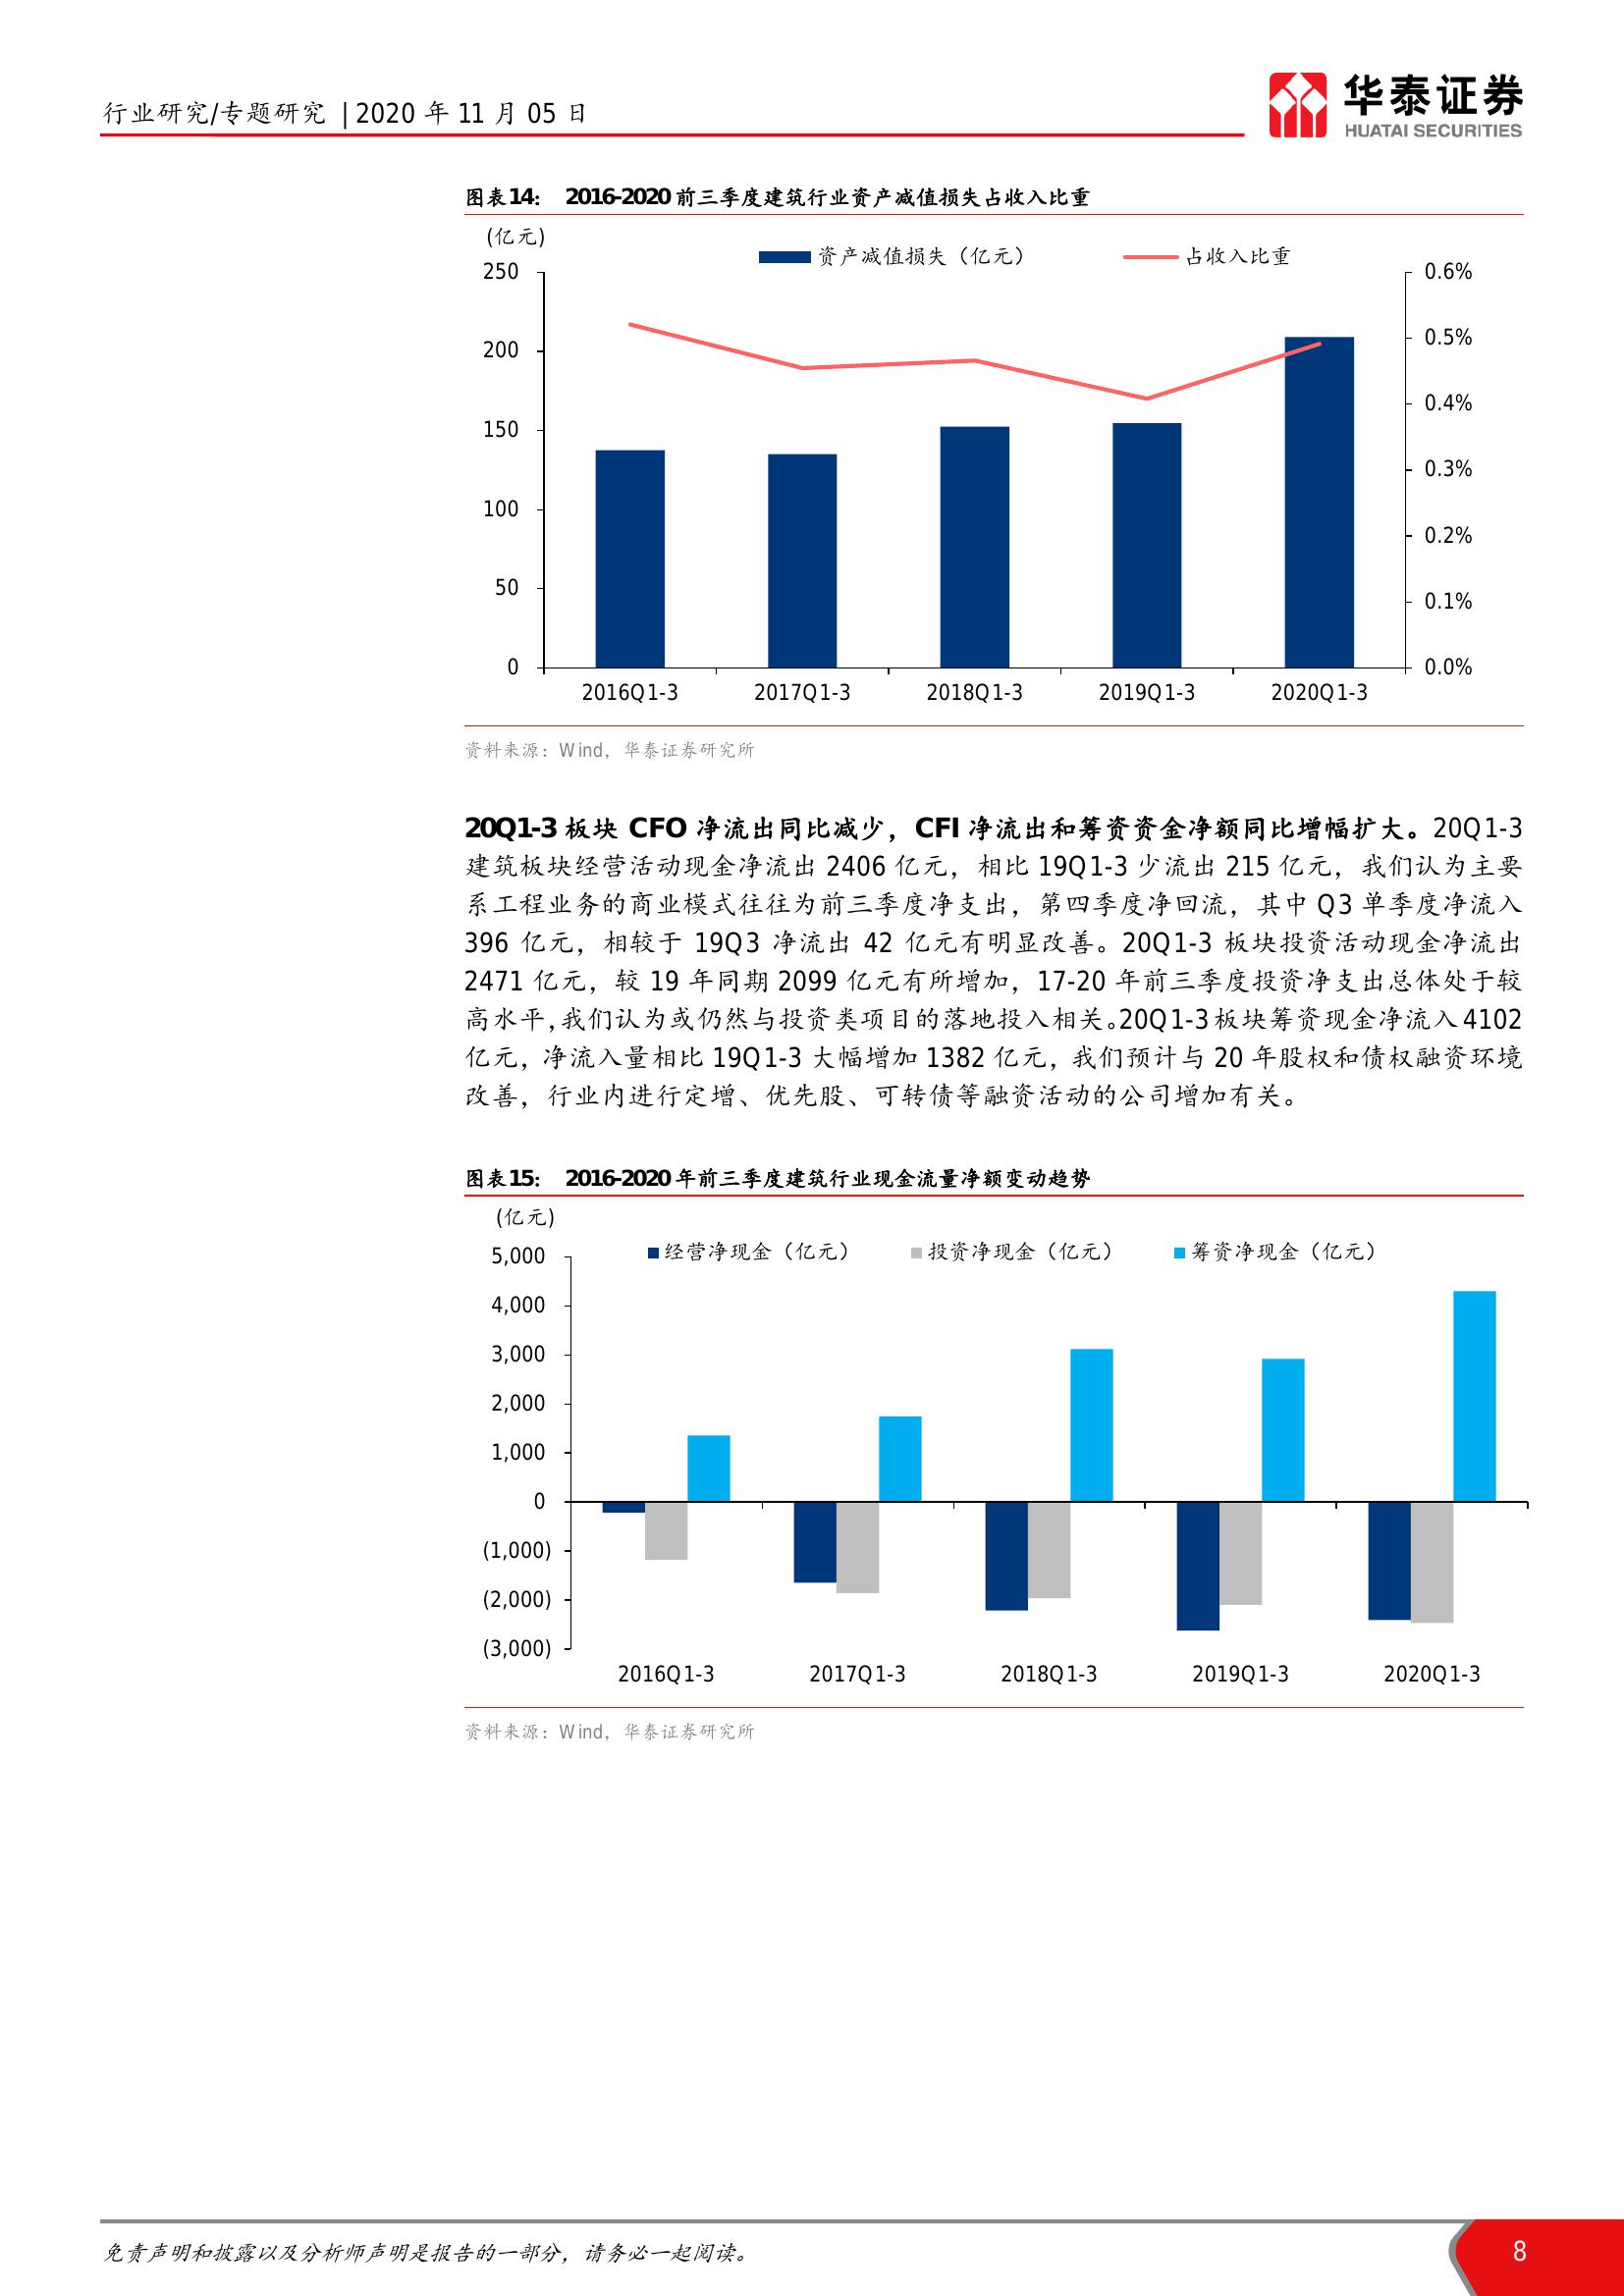 行业研究/专题研究 | 2020 年 11 月 05 日
华泰证券
HUATAI SECURITIES
图表14： 2016-2020 前三季度建筑行业资产减值损失占收入比重
(亿元)
资产减值损失（亿元） 占收入比重
250 0.6%
200 0.5%
150 0.4%
100 0.3%
50 0.2%
0 0.1%
0.0%
2016Q1-3 2017Q1-3 2018Q1-3 2019Q1-3 2020Q1-3
资料来源：Wind，华泰证券研究所
20Q1-3 板块 CFO 净流出同比减少，CFI 净流出和筹资资金净额同比增幅扩大。20Q1-3
建筑板块经营活动现金净流出 2406 亿元，相比 19Q1-3 少流出 215 亿元，我们认为主要
系工程业务的商业模式往往为前三季度净支出，第四季度净回流，其中 Q3 单季度净流入
396 亿元，相较于 19Q3 净流出 42 亿元有明显改善。20Q1-3 板块投资活动现金净流出
2471 亿元，较 19 年同期 2099 亿元有所增加，17-20 年前三季度投资净支出总体处于较
高水平，我们认为或仍然与投资类项目的落地投入相关。20Q1-3 板块筹资现金净流入 4102
亿元，净流入量相比 19Q1-3 大幅增加 1382 亿元，我们预计与 20 年股权和债权融资环境
改善，行业内进行定增、优先股、可转债等融资活动的公司增加有关。
图表15： 2016-2020 年前三季度建筑行业现金流量净额变动趋势
(亿元)
经营净现金（亿元） 投资净现金（亿元） 筹资净现金（亿元）
5,000
4,000
3,000
2,000
1,000
0
(1,000)
(2,000)
(3,000)
2016Q1-3 2017Q1-3 2018Q1-3 2019Q1-3 2020Q1-3
资料来源：Wind，华泰证券研究所
免责声明和披露以及分析师声明是报告的一部分，请务必一起阅读。
8